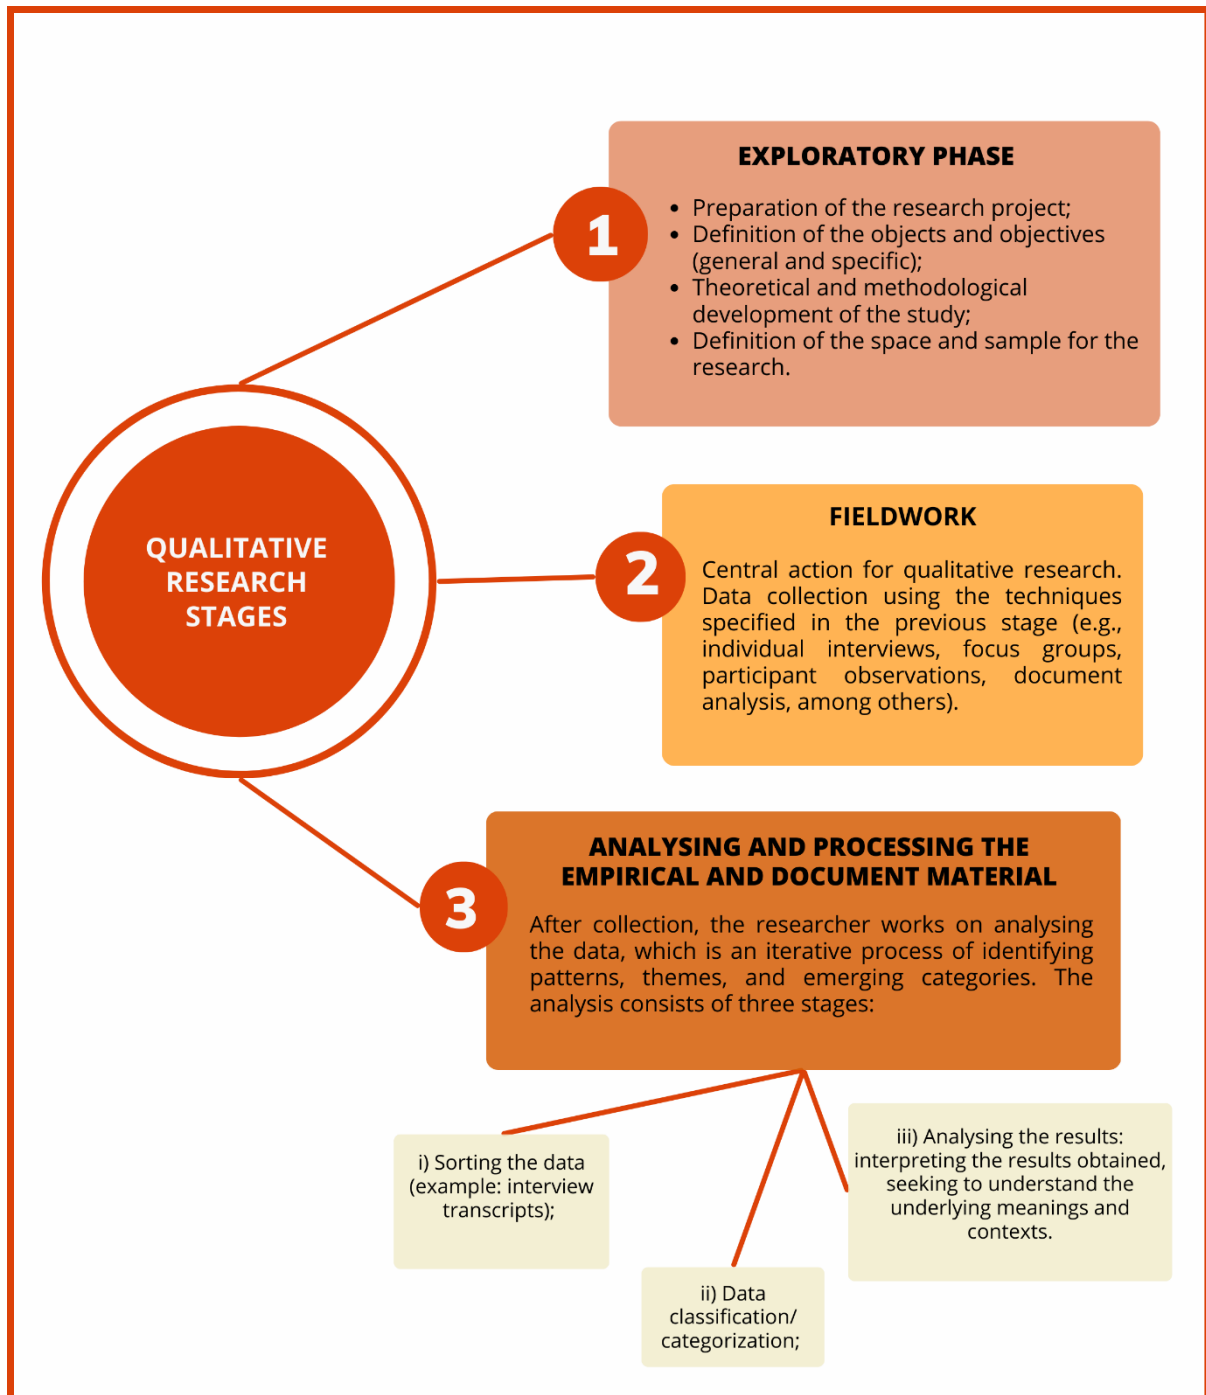 QUALITATIVE
RESEARCH
STAGES
1
EXPLORATORY PHASE
• Preparation of the research project;
• Definition of the objects and objectives
(general and specific);
• Theoretical and methodological
development of the study;
• Definition of the space and sample for the
research.
2
FIELDWORK
Central action for qualitative research.
Data collection using the techniques
specified in the previous stage (e.g.,
individual interviews, focus groups,
participant observations, document
analysis, among others).
3
ANALYSING AND PROCESSING THE
EMPIRICAL AND DOCUMENT MATERIAL
After collection, the researcher works on analysing
the data, which is an iterative process of identifying
patterns, themes, and emerging categories. The
analysis consists of three stages:
i) Sorting the data
(example: interview
transcripts);
ii) Data
classification/
categorization;
iii) Analysing the results:
interpreting the results obtained,
seeking to understand the
underlying meanings and
contexts.